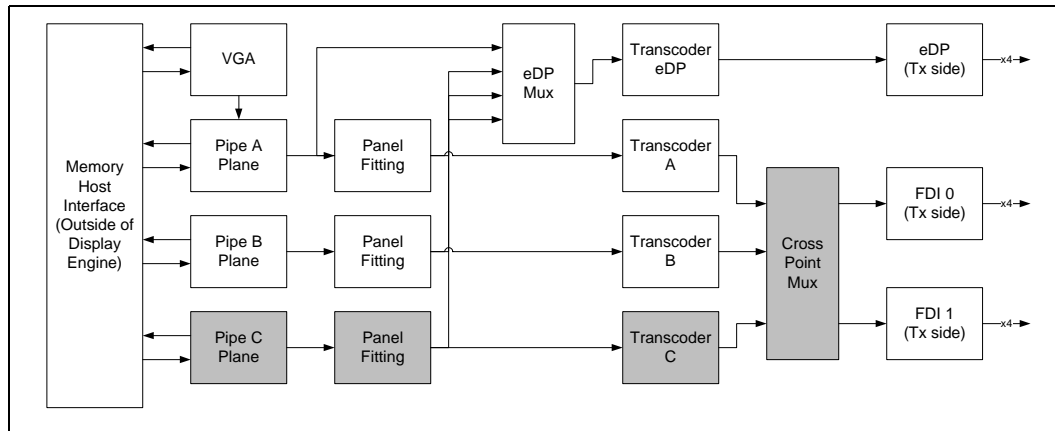 Memory
Host
Interface
(Outside of
Display
Engine)
VGA
Pipe A
Plane
Panel
Fitting
Pipe B
Plane
Panel
Fitting
Pipe C
Plane
Panel
Fitting
eDP
Mux
Transcoder
eDP
Transcoder
A
Transcoder
B
Transcoder
C
Cross
Point
Mux
eDP
(Tx side)
x4
FDI 0
(Tx side)
x4
FDI 1
(Tx side)
x4